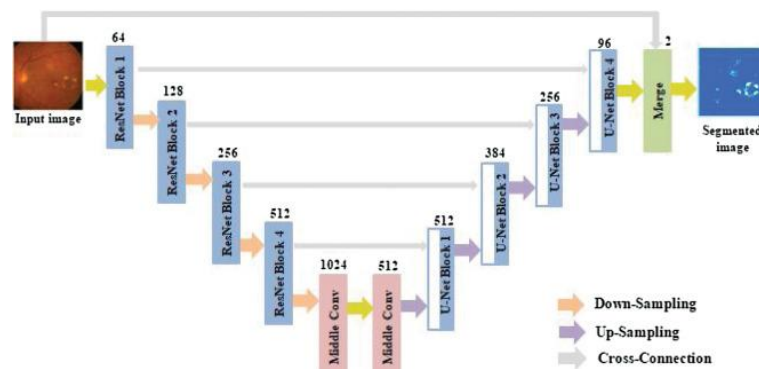 64
ResNet Block 1
128
ResNet Block 2
256
ResNet Block 3
512
ResNet Block 4
1024
Middle Conv
512
Middle Conv
512
U-Net Block 1
384
U-Net Block 2
256
U-Net Block 3
96
U-Net Block 4
2
Merge
Input image
Segmented
image
Down-Sampling
Up-Sampling
Cross-Connection